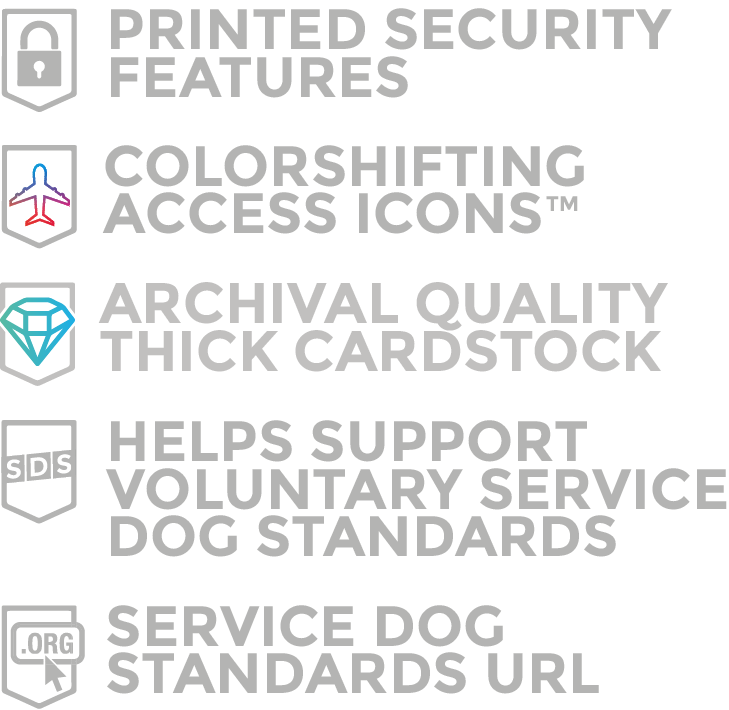 PRINTED SECURITY
FEATURES
COLORSHIFTING
ACCESS ICONS™
ARCHIVAL QUALITY
THICK CARDSTOCK
SDS
HELPS SUPPORT
VOLUNTARY SERVICE
DOG STANDARDS
.ORG
SERVICE DOG
STANDARDS URL